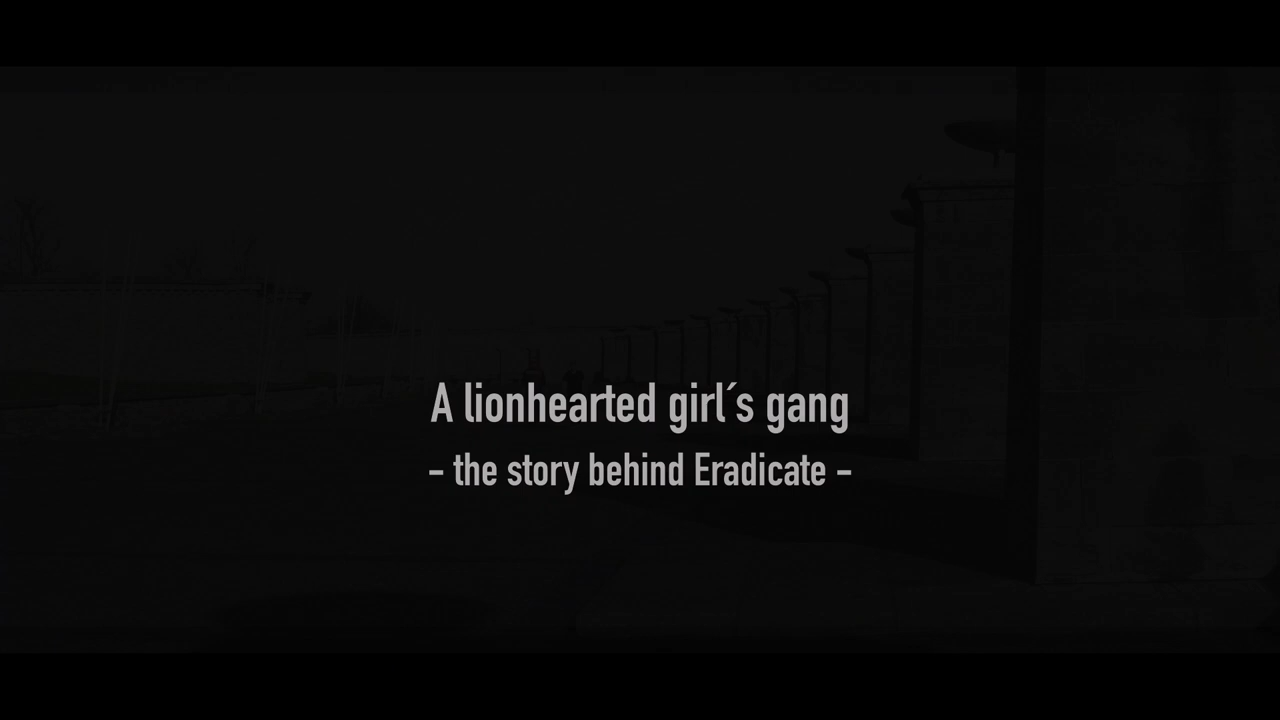 A lionhearted girl´s gang
- the story behind Eradicate -